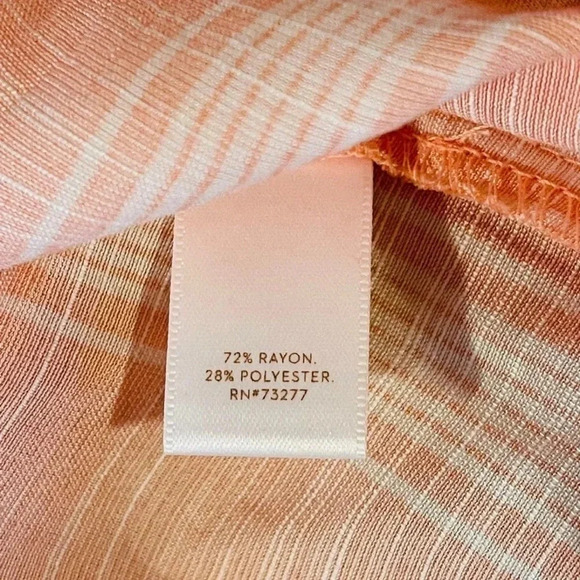 72% RAYON.
28% POLYESTER.
RN#73277